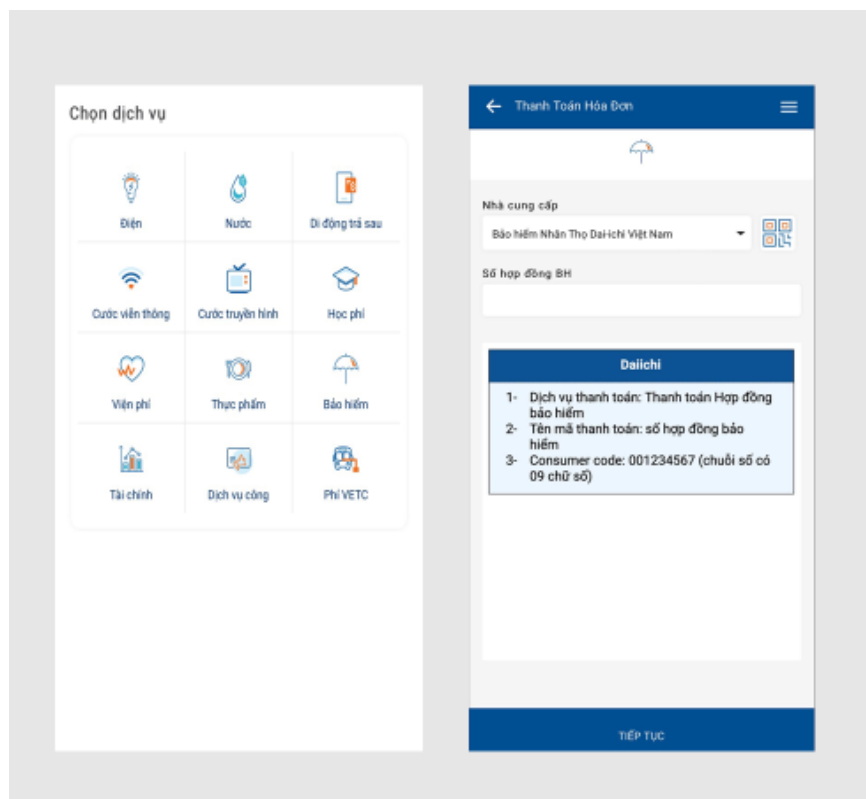 Chọn dịch vụ
Điện
Nước
Di động trả sau
Cước viễn thông
Cước truyền hình
Học phí
Viện phí
Thực phẩm
Bảo hiểm
Tài chính
Dịch vụ công
Phí VETC
Thanh Toán Hóa Đơn
Nhà cung cấp
Bảo hiểm Nhân Thọ Dai-ichi Việt Nam
Số hợp đồng BH
Daiichi
1- Dịch vụ thanh toán: Thanh toán Hợp đồng
bảo hiểm
2- Tên mã thanh toán: số hợp đồng bảo
hiểm
3- Consumer code: 001234567 (chuỗi số có
09 chữ số)
TIẾP TỤC